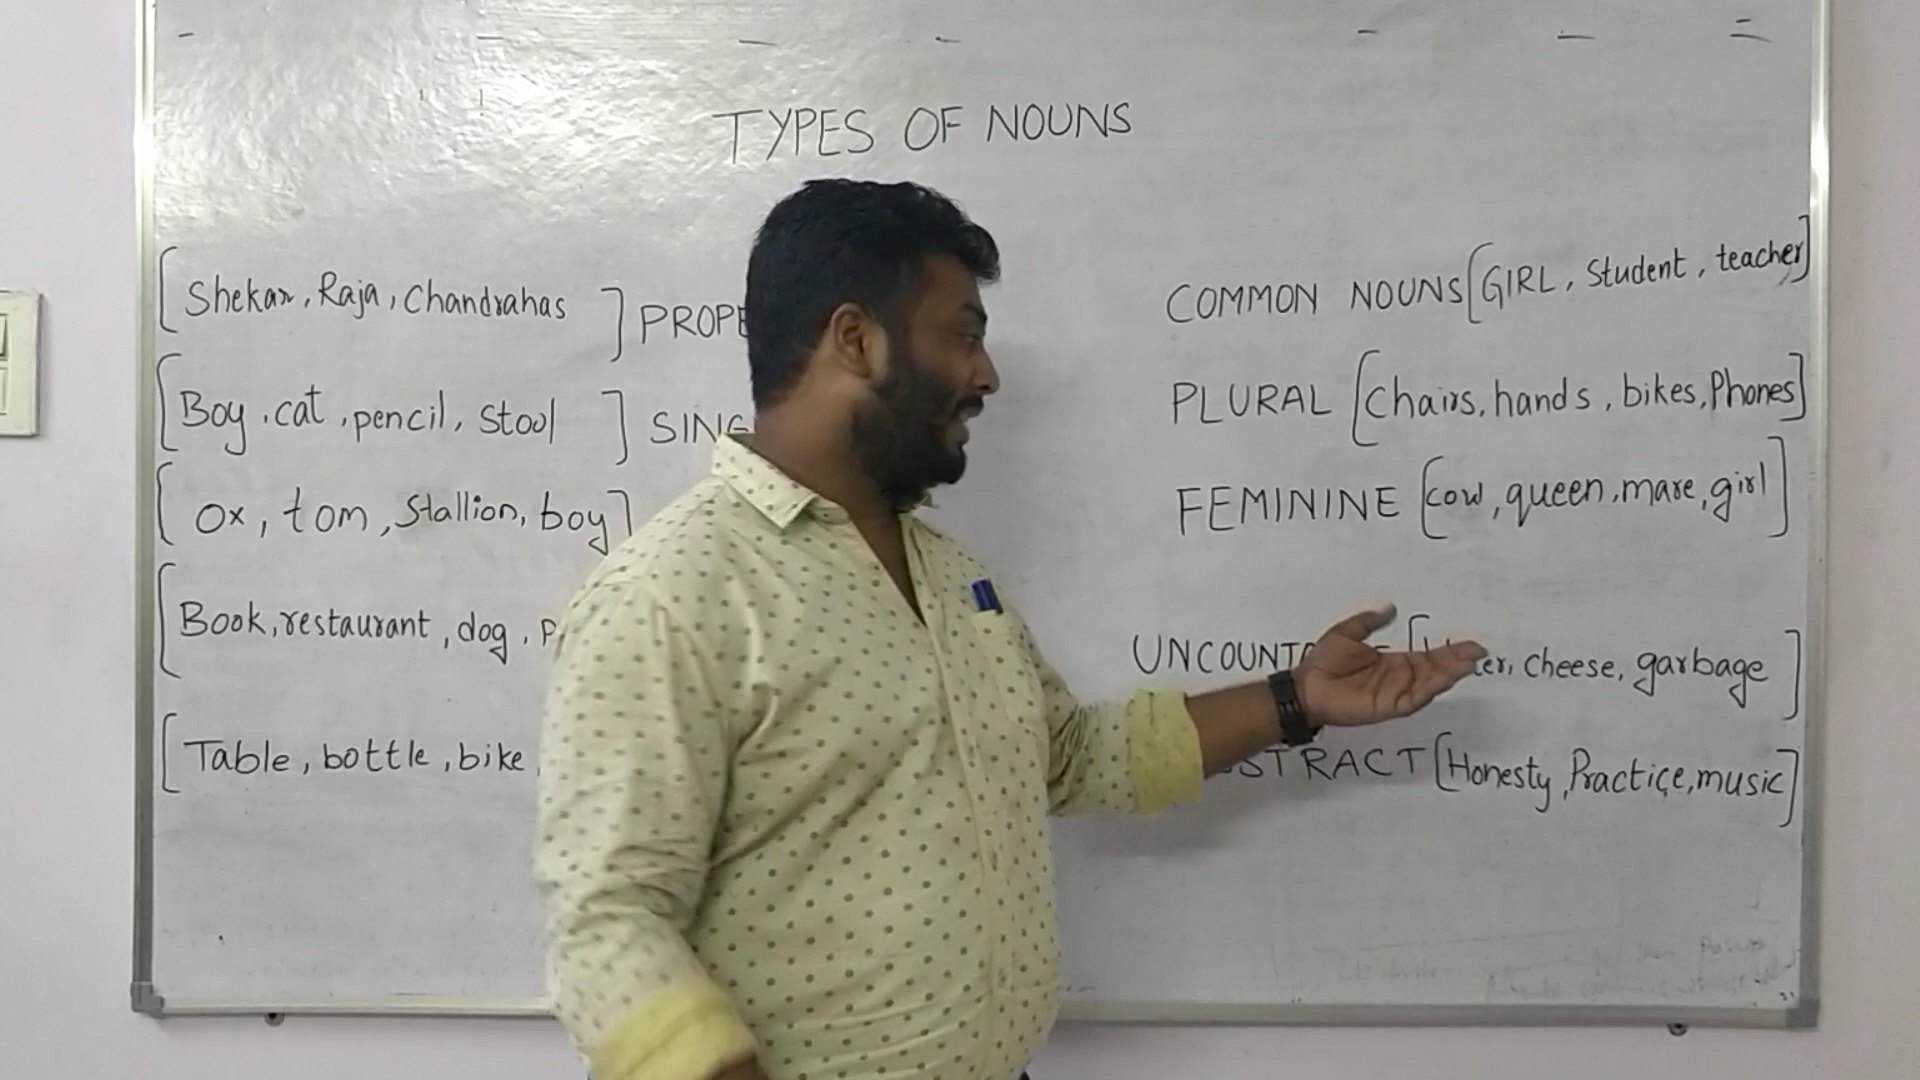 TYPES OF NOUNS
[Shekar, Raja, Chandrahas] PROPE COMMON NOUNS [GIRL, Student, teacher]
[Boy, cat, pencil, Stool] SING PLURAL [Chairs, hands, bikes, Phones]
[Ox, tom, Stallion, boy] FEMININE [cow, queen, mare, girl]
[Book, restaurant, dog, P UNCOUNT cheese, garbage]
[Table, bottle, bike, STRACT [Honesty, Practice, music]